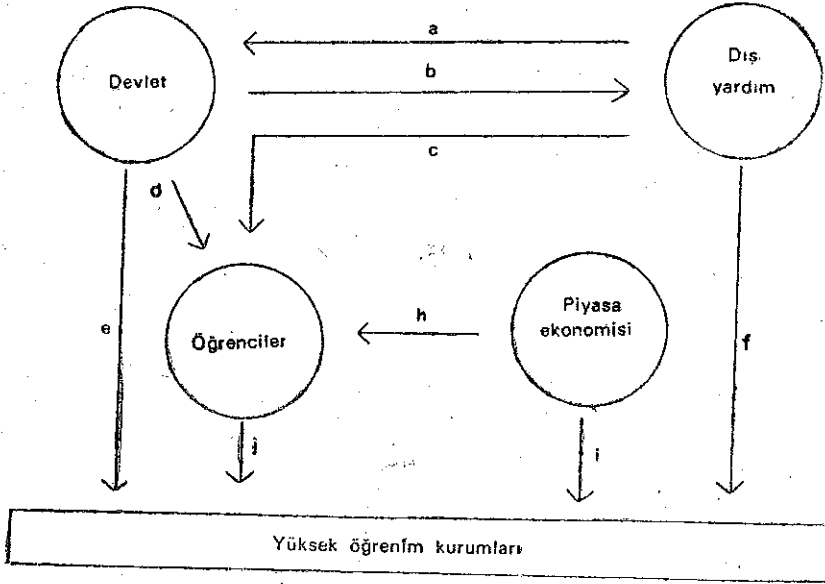 a
Devlet
b
Dış
yardım
c
d
e
Öğrenciler
h
Piyasa
ekonomisi
f
j
i
Yüksek öğrenim kurumları